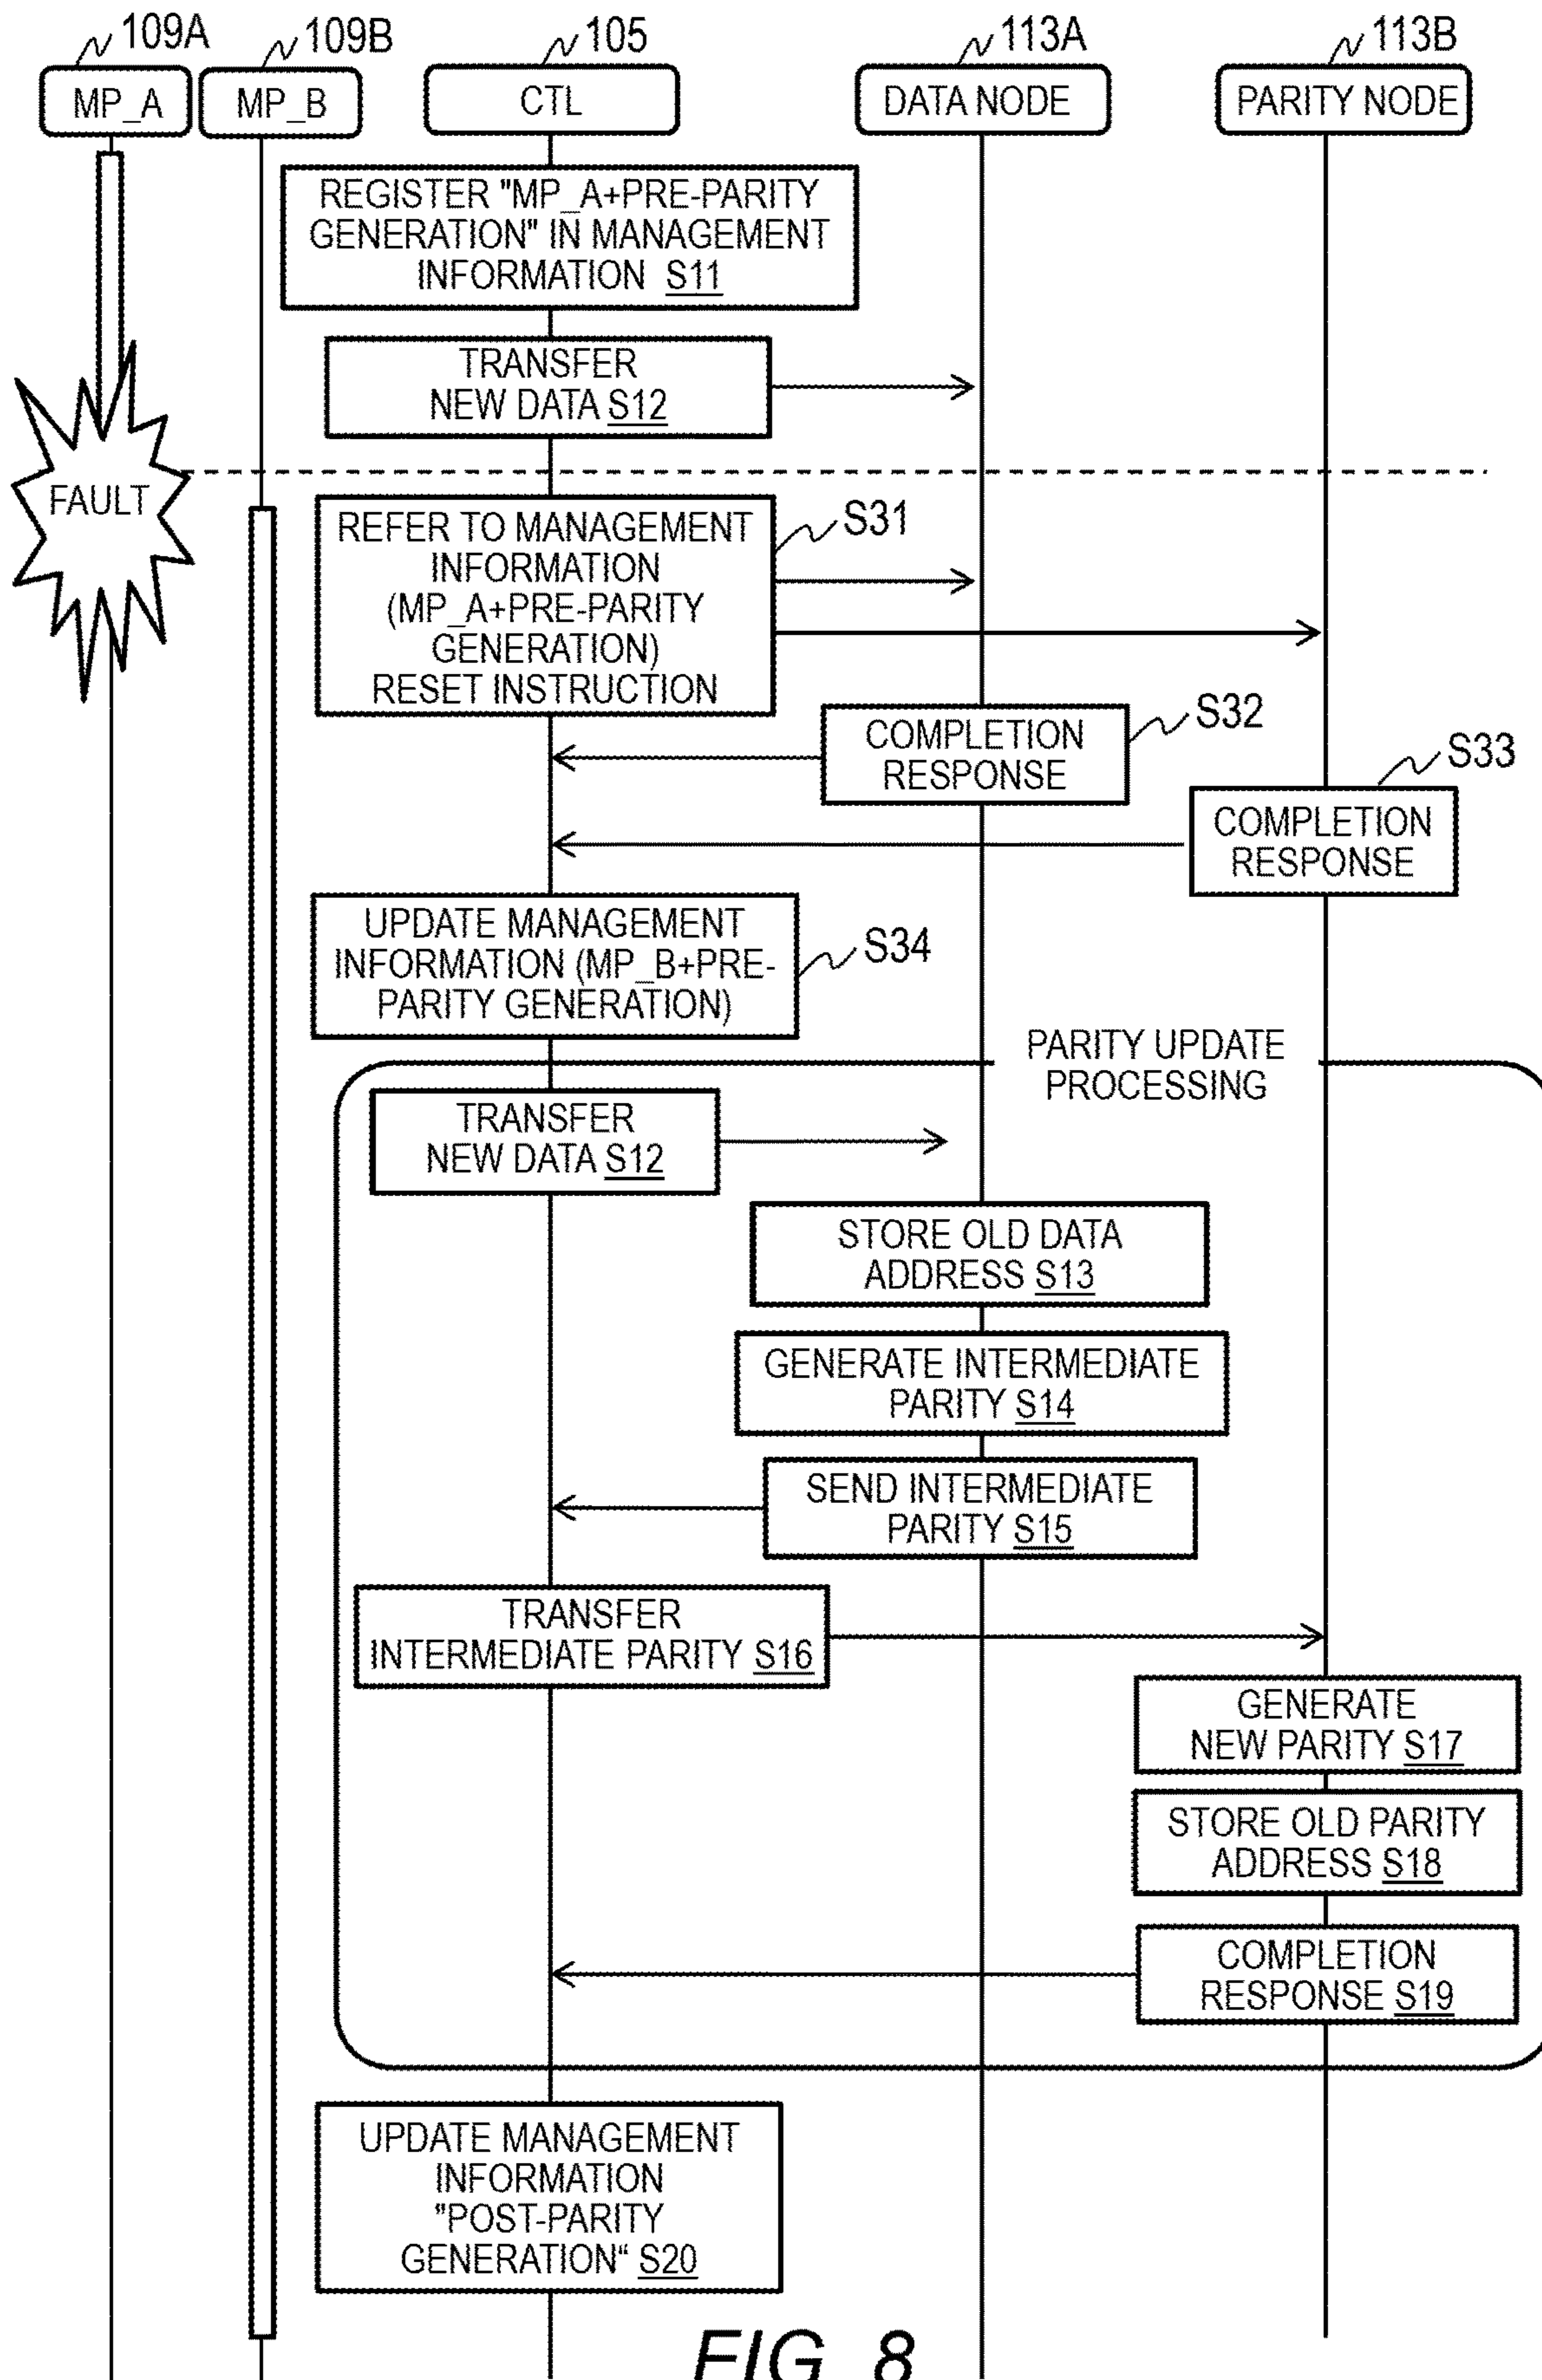 109A 109B 105 113A 113B
MP_A MP_B CTL DATA NODE PARITY NODE
REGISTER "MP_A+PRE-PARITY
GENERATION" IN MANAGEMENT
INFORMATION S11
TRANSFER
NEW DATA S12
FAULT
REFER TO MANAGEMENT
INFORMATION
(MP_A+PRE-PARITY
GENERATION)
RESET INSTRUCTION
S31
COMPLETION
RESPONSE
S32
COMPLETION
RESPONSE
S33
UPDATE MANAGEMENT
INFORMATION (MP_B+PRE-
PARITY GENERATION)
S34
PARITY UPDATE
PROCESSING
TRANSFER
NEW DATA S12
STORE OLD DATA
ADDRESS S13
GENERATE INTERMEDIATE
PARITY S14
SEND INTERMEDIATE
PARITY S15
TRANSFER
INTERMEDIATE PARITY S16
GENERATE
NEW PARITY S17
STORE OLD PARITY
ADDRESS S18
COMPLETION
RESPONSE S19
UPDATE MANAGEMENT
INFORMATION
"POST-PARITY
GENERATION“ S20
FIG. 8